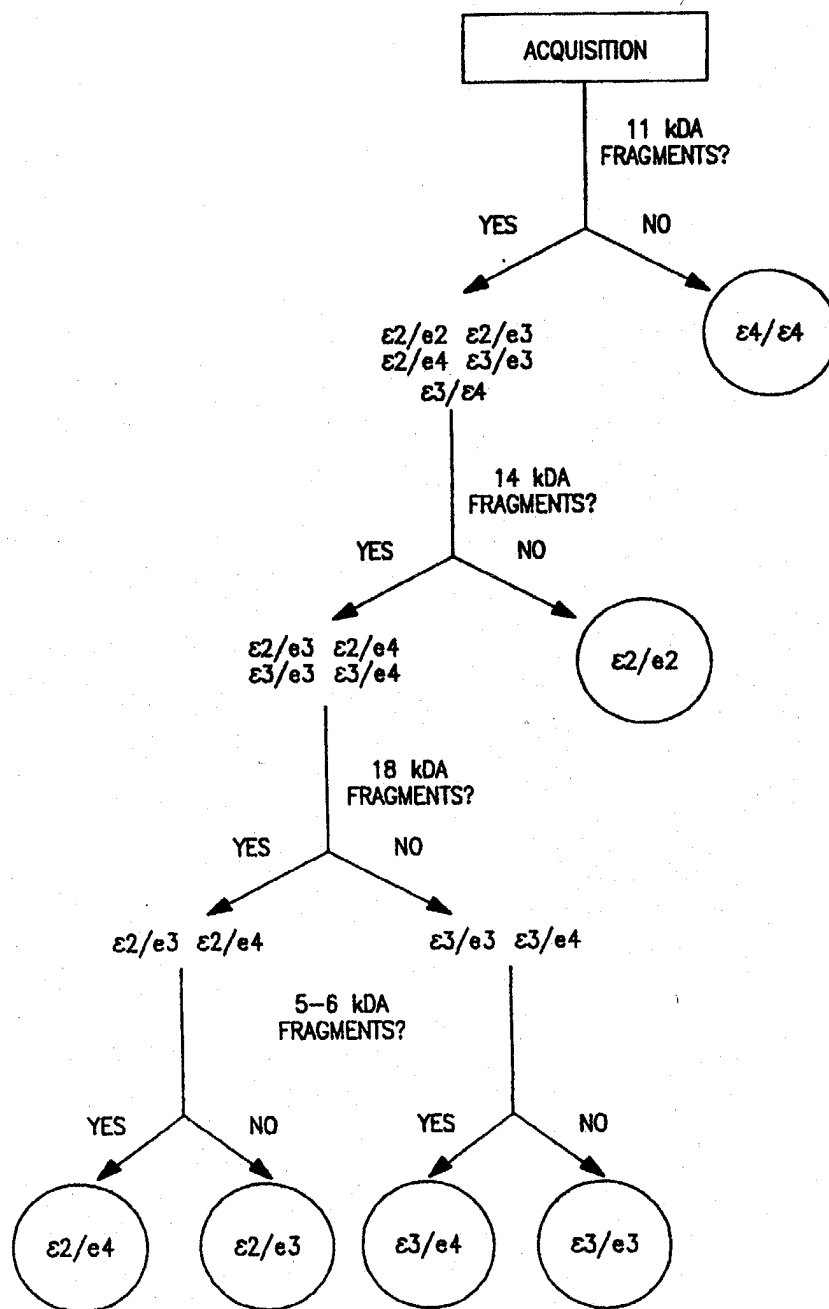 ACQUISITION
11 kDA
FRAGMENTS?
YES NO
ε4/ε4
ε2/e2 ε2/e3
ε2/e4 ε3/e3
ε3/ε4
14 kDA
FRAGMENTS?
YES NO
ε2/e2
ε2/e3 ε2/e4
ε3/e3 ε3/e4
18 kDA
FRAGMENTS?
YES NO
ε2/e3 ε2/e4
ε3/e3 ε3/e4
5-6 kDA
FRAGMENTS?
YES NO
YES NO
ε2/e4
ε2/e3
ε3/e4
ε3/e3